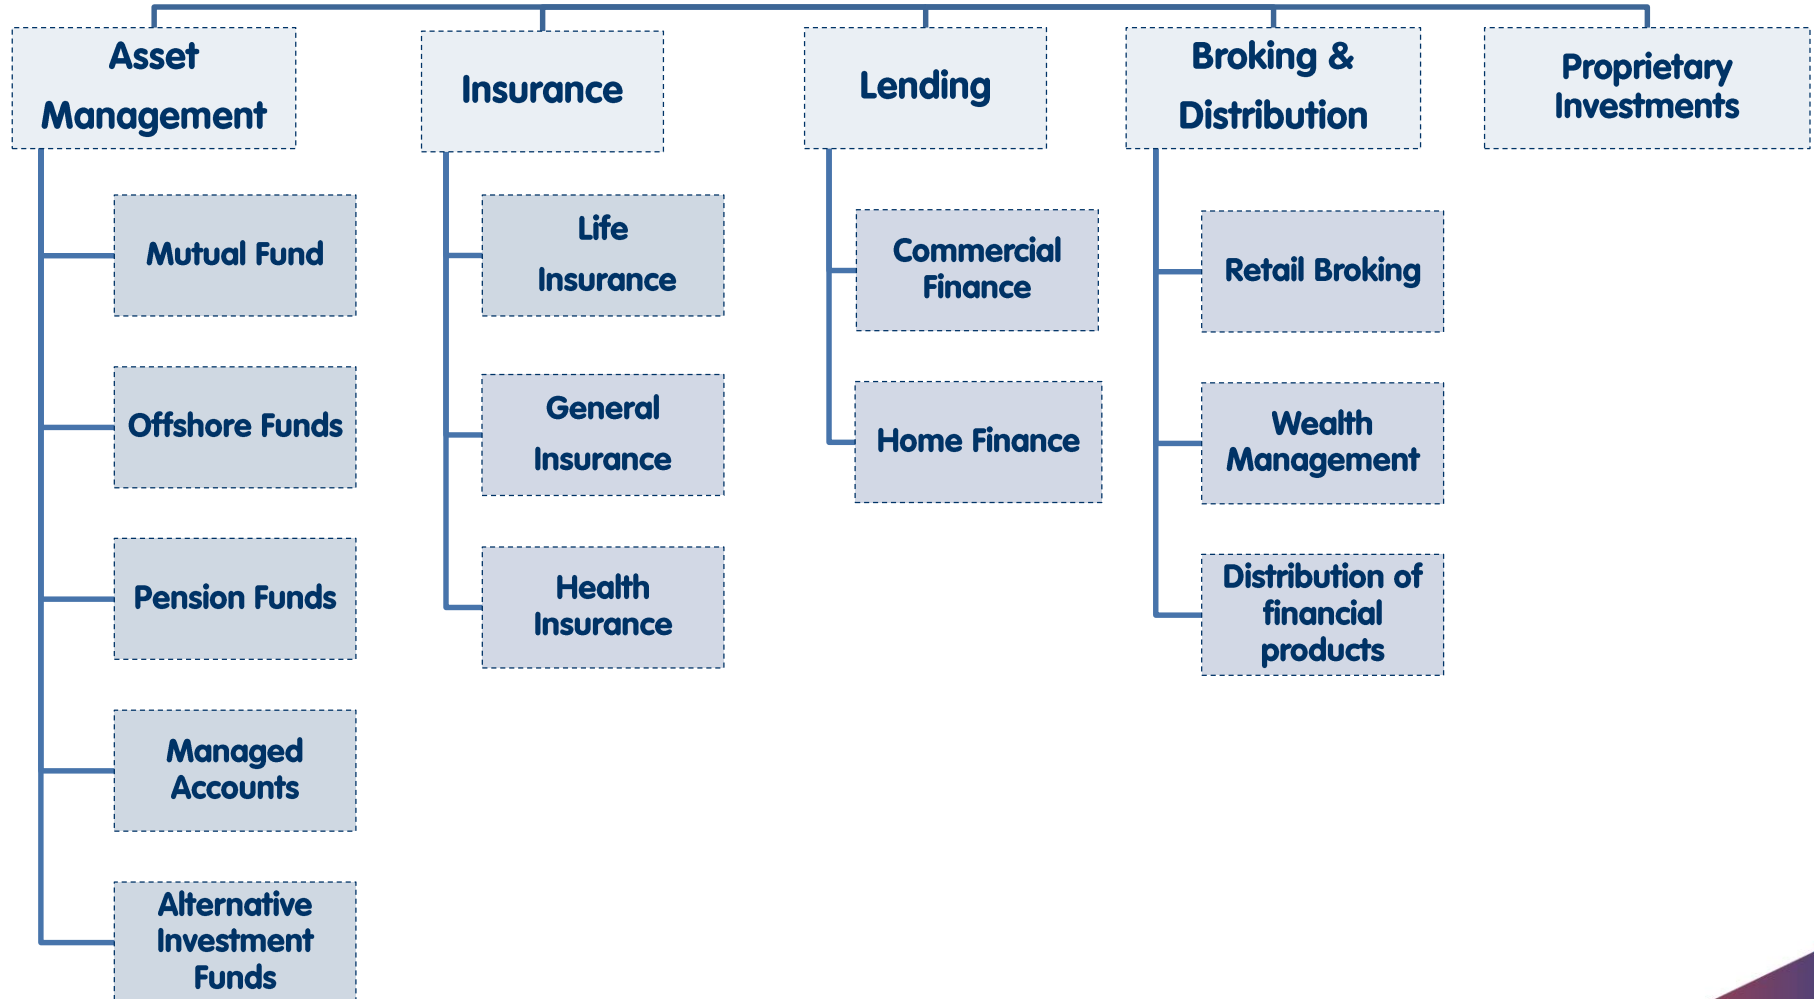 Asset
Management
Insurance
Lending
Broking &
Distribution
Proprietary
Investments
Mutual Fund
Offshore Funds
Pension Funds
Managed
Accounts
Alternative
Investment
Funds
Life
Insurance
General
Insurance
Health
Insurance
Commercial
Finance
Home Finance
Retail Broking
Wealth
Management
Distribution of
financial
products